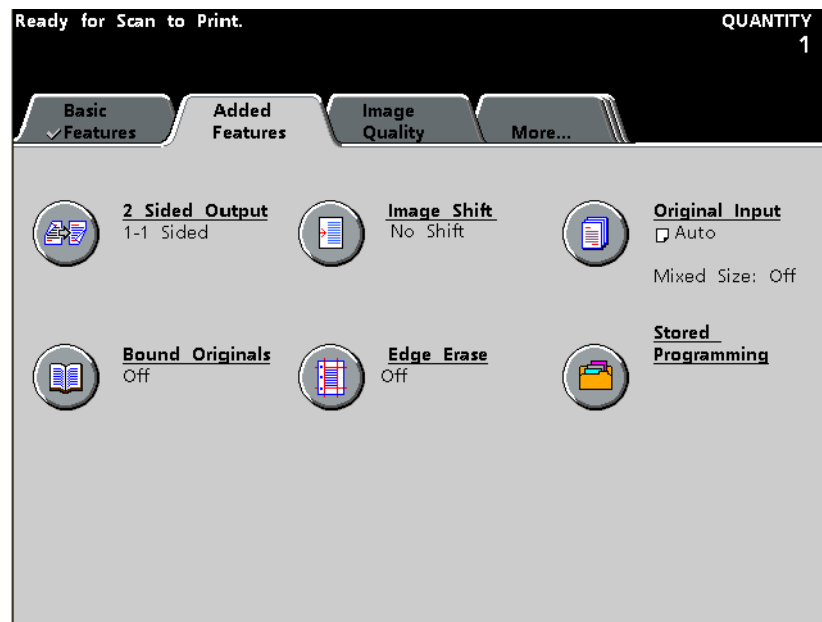 Ready for Scan to Print.
QUANTITY
1
Basic
Features
Added
Features
Image
Quality
More...
2 Sided Output
1-1 Sided
Image Shift
No Shift
Original Input
Auto
Mixed Size: Off
Bound Originals
Off
Edge Erase
Off
Stored
Programming